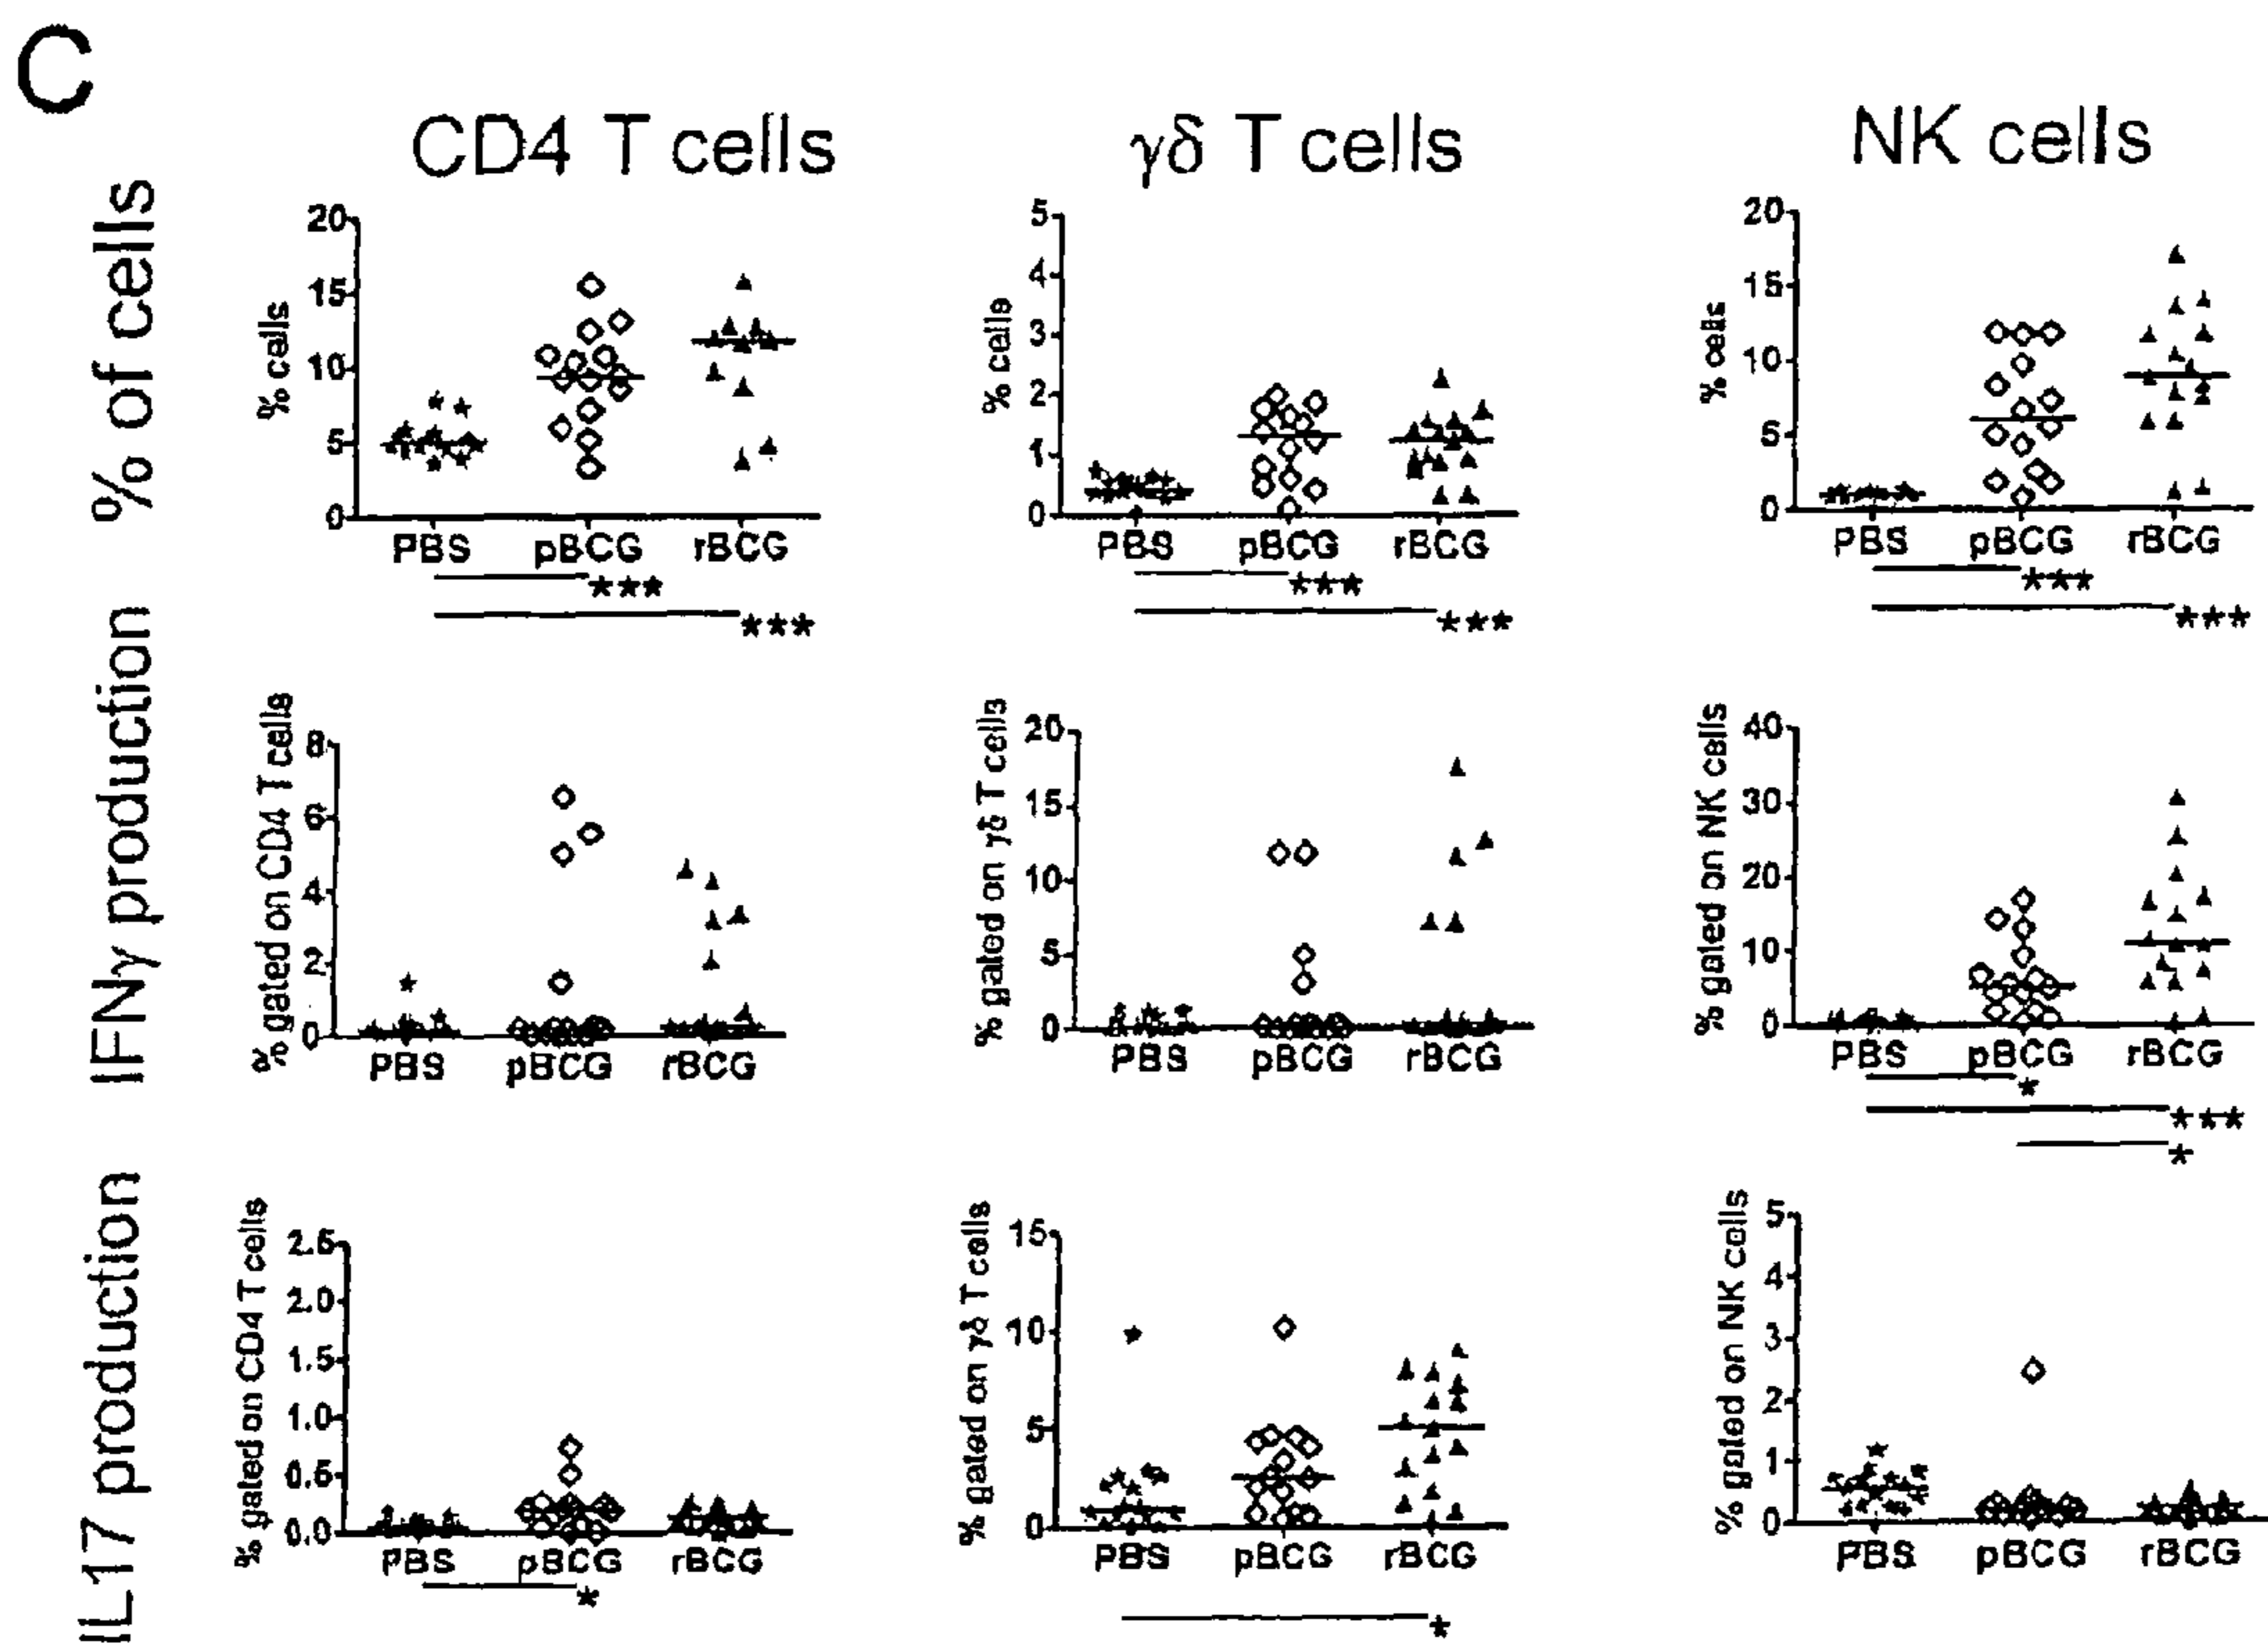 C
CD4 T cells
γδ T cells
NK cells
% of cells
% cells
20
15
10
5
0
PBS pBCG rBCG
***
***
% cells
5
4
3
2
1
0
PBS pBCG rBCG
***
***
% cells
20
15
10
5
0
PBS pBCG rBCG
***
***
IFNγ production
% gated on CD4 T cells
8
6
4
2
0
PBS pBCG rBCG
% gated on γδ T cells
20
15
10
5
0
PBS pBCG rBCG
% gated on NK cells
40
30
20
10
0
PBS pBCG rBCG
*
***
*
IL17 production
% gated on CD4 T cells
2.5
2.0
1.5
1.0
0.5
0.0
PBS pBCG rBCG
*
% gated on γδ T cells
15
10
5
0
PBS pBCG rBCG
*
% gated on NK cells
5
4
3
2
1
0
PBS pBCG rBCG